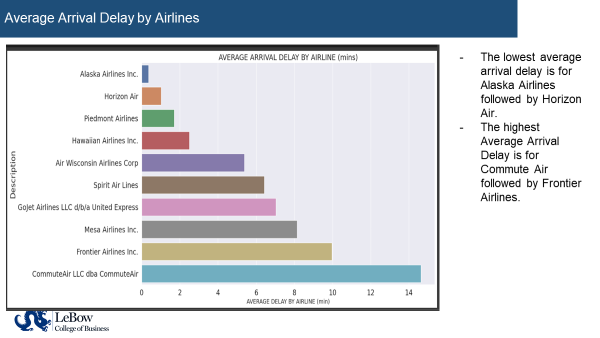 Average Arrival Delay by Airlines
AVERAGE ARRIVAL DELAY BY AIRLINE (mins)
Description
Alaska Airlines Inc.
Horizon Air
Piedmont Airlines
Hawaiian Airlines Inc.
Air Wisconsin Airlines Corp
Spirit Air Lines
GoJet Airlines LLC d/b/a United Express
Mesa Airlines Inc.
Frontier Airlines Inc.
CommuteAir LLC dba CommuteAir
0 2 4 6 8 10 12 14
AVERAGE DELAY BY AIRLINE (min)
- The lowest average
arrival delay is for
Alaska Airlines
followed by Horizon
Air.
- The highest
Average Arrival
Delay is for
Commute Air
followed by Frontier
Airlines.
LeBow
College of Business